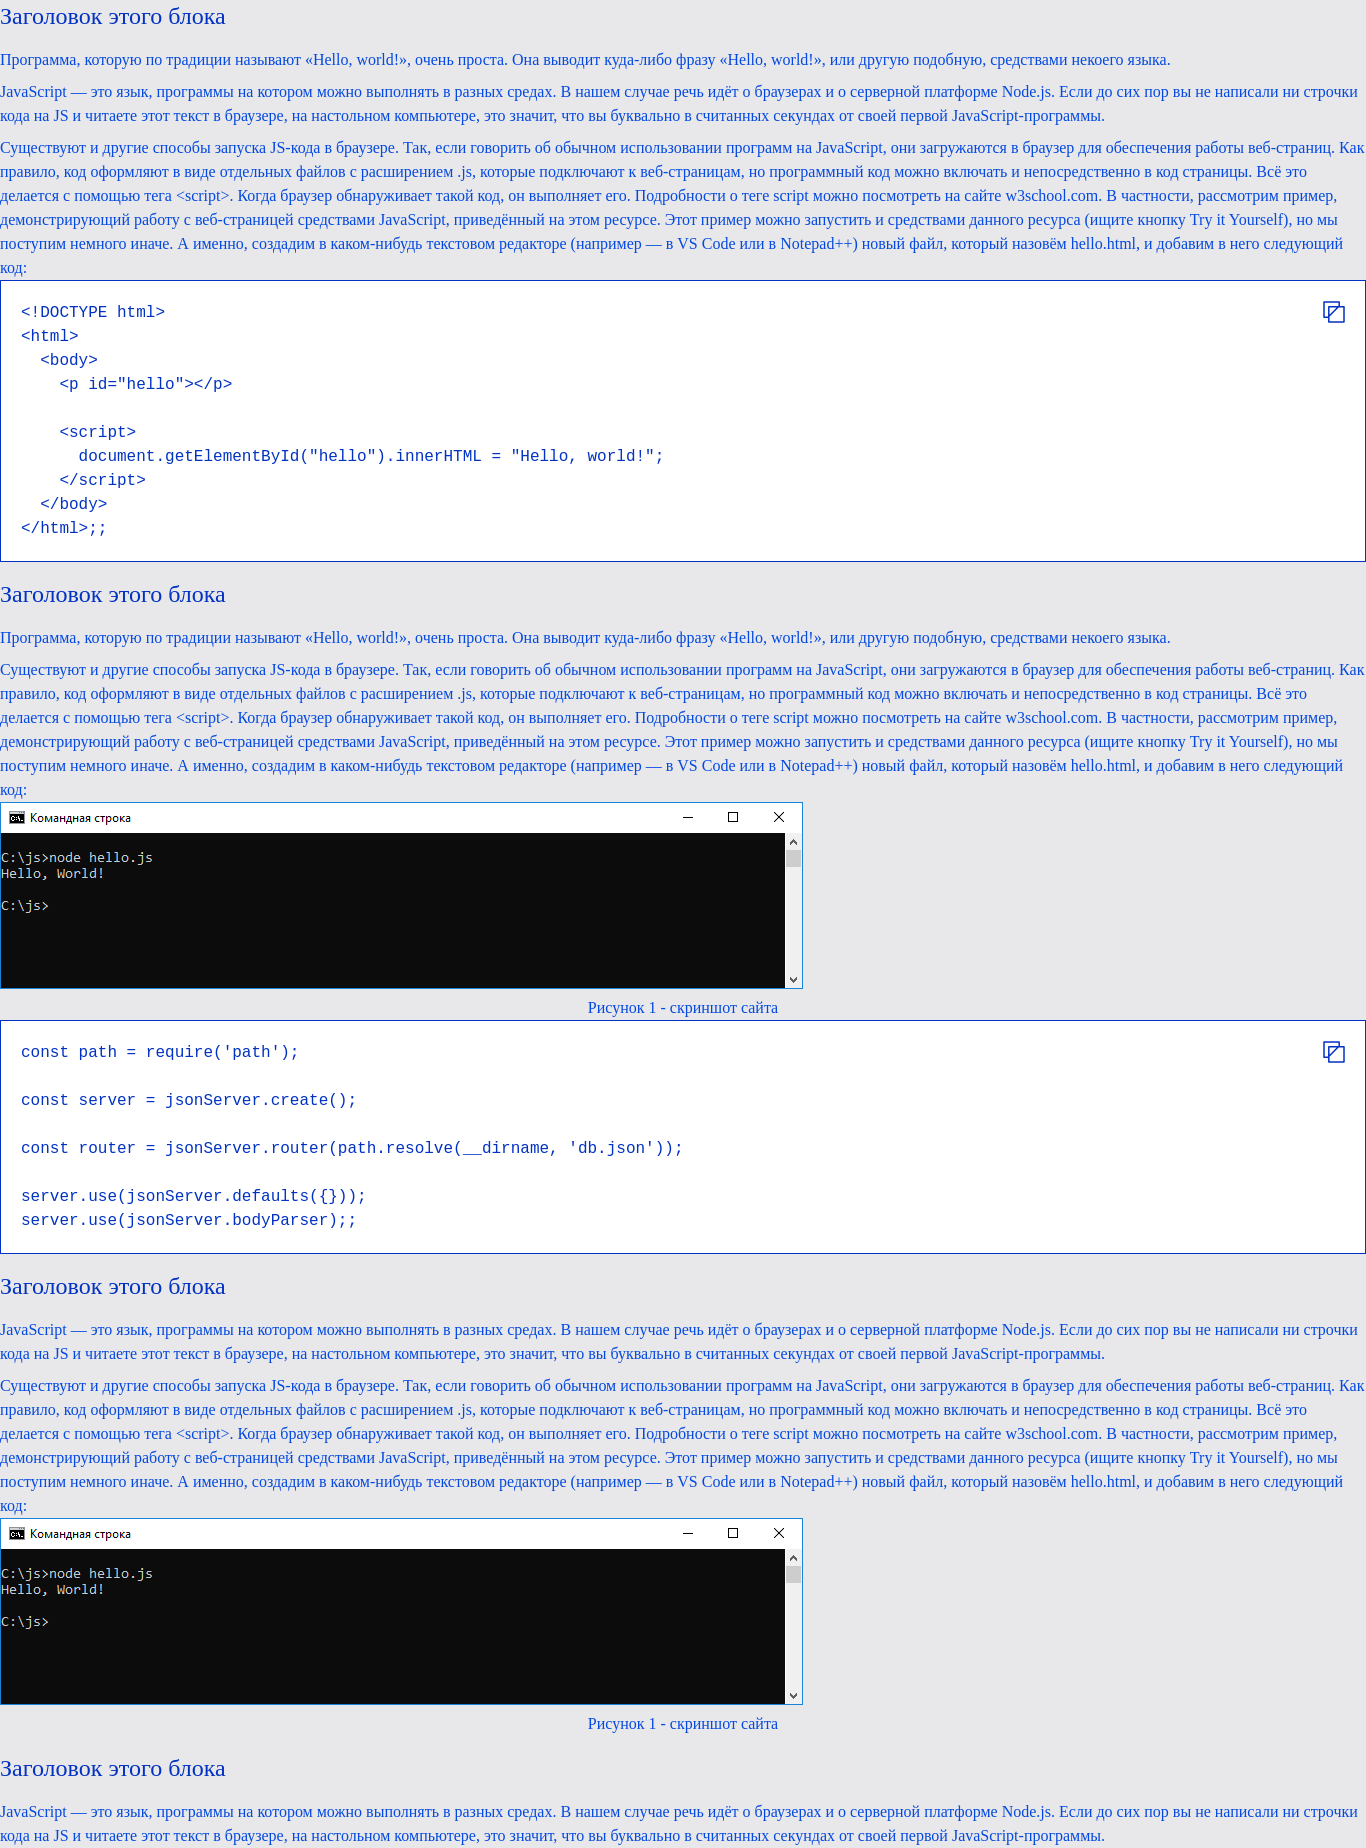 Заголовок этого блока
Программа, которую по традиции называют «Hello, world!», очень проста. Она выводит куда-либо фразу «Hello, world!», или другую подобную, средствами некоего языка.
JavaScript — это язык, программы на котором можно выполнять в разных средах. В нашем случае речь идёт о браузерах и о серверной платформе Node.js. Если до сих пор вы не написали ни строчки
кода на JS и читаете этот текст в браузере, на настольном компьютере, это значит, что вы буквально в считанных секундах от своей первой JavaScript-программы.
Существуют и другие способы запуска JS-кода в браузере. Так, если говорить об обычном использовании программ на JavaScript, они загружаются в браузер для обеспечения работы веб-страниц. Как
правило, код оформляют в виде отдельных файлов с расширением .js, которые подключают к веб-страницам, но программный код можно включать и непосредственно в код страницы. Всё это
делается с помощью тега <script>. Когда браузер обнаруживает такой код, он выполняет его. Подробности о теге script можно посмотреть на сайте w3school.com. В частности, рассмотрим пример,
демонстрирующий работу с веб-страницей средствами JavaScript, приведённый на этом ресурсе. Этот пример можно запустить и средствами данного ресурса (ищите кнопку Try it Yourself), но мы
поступим немного иначе. А именно, создадим в каком-нибудь текстовом редакторе (например — в VS Code или в Notepad++) новый файл, который назовём hello.html, и добавим в него следующий
код:
<!DOCTYPE html>
<html>
  <body>
    <p id="hello"></p>

    <script>
      document.getElementById("hello").innerHTML = "Hello, world!";
    </script>
  </body>
</html>;;
Заголовок этого блока
Программа, которую по традиции называют «Hello, world!», очень проста. Она выводит куда-либо фразу «Hello, world!», или другую подобную, средствами некоего языка.
Существуют и другие способы запуска JS-кода в браузере. Так, если говорить об обычном использовании программ на JavaScript, они загружаются в браузер для обеспечения работы веб-страниц. Как
правило, код оформляют в виде отдельных файлов с расширением .js, которые подключают к веб-страницам, но программный код можно включать и непосредственно в код страницы. Всё это
делается с помощью тега <script>. Когда браузер обнаруживает такой код, он выполняет его. Подробности о теге script можно посмотреть на сайте w3school.com. В частности, рассмотрим пример,
демонстрирующий работу с веб-страницей средствами JavaScript, приведённый на этом ресурсе. Этот пример можно запустить и средствами данного ресурса (ищите кнопку Try it Yourself), но мы
поступим немного иначе. А именно, создадим в каком-нибудь текстовом редакторе (например — в VS Code или в Notepad++) новый файл, который назовём hello.html, и добавим в него следующий
код:
Командная строка
C:\js>node hello.js
Hello, World!
C:\js>
Рисунок 1 - скриншот сайта
const path = require('path');

const server = jsonServer.create();

const router = jsonServer.router(path.resolve(__dirname, 'db.json'));

server.use(jsonServer.defaults({}));
server.use(jsonServer.bodyParser);;
Заголовок этого блока
JavaScript — это язык, программы на котором можно выполнять в разных средах. В нашем случае речь идёт о браузерах и о серверной платформе Node.js. Если до сих пор вы не написали ни строчки
кода на JS и читаете этот текст в браузере, на настольном компьютере, это значит, что вы буквально в считанных секундах от своей первой JavaScript-программы.
Существуют и другие способы запуска JS-кода в браузере. Так, если говорить об обычном использовании программ на JavaScript, они загружаются в браузер для обеспечения работы веб-страниц. Как
правило, код оформляют в виде отдельных файлов с расширением .js, которые подключают к веб-страницам, но программный код можно включать и непосредственно в код страницы. Всё это
делается с помощью тега <script>. Когда браузер обнаруживает такой код, он выполняет его. Подробности о теге script можно посмотреть на сайте w3school.com. В частности, рассмотрим пример,
демонстрирующий работу с веб-страницей средствами JavaScript, приведённый на этом ресурсе. Этот пример можно запустить и средствами данного ресурса (ищите кнопку Try it Yourself), но мы
поступим немного иначе. А именно, создадим в каком-нибудь текстовом редакторе (например — в VS Code или в Notepad++) новый файл, который назовём hello.html, и добавим в него следующий
код:
Командная строка
C:\js>node hello.js
Hello, World!
C:\js>
Рисунок 1 - скриншот сайта
Заголовок этого блока
JavaScript — это язык, программы на котором можно выполнять в разных средах. В нашем случае речь идёт о браузерах и о серверной платформе Node.js. Если до сих пор вы не написали ни строчки
кода на JS и читаете этот текст в браузере, на настольном компьютере, это значит, что вы буквально в считанных секундах от своей первой JavaScript-программы.